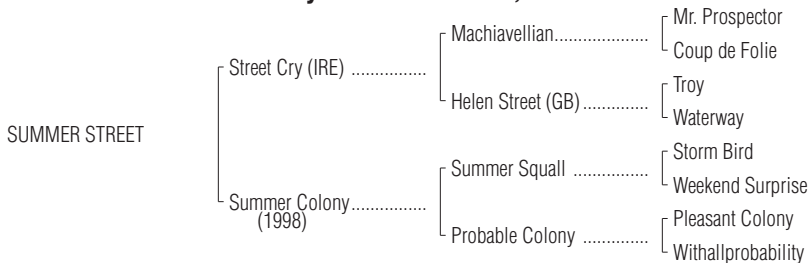 Mr. Prospector
Machiavellian....................
Coup de Folie
Street Cry (IRE) ................
Troy
Helen Street (GB)..............
Waterway
SUMMER STREET
Storm Bird
Summer Squall ................
Weekend Surprise
Summer Colony................
(1998)
Pleasant Colony
Probable Colony ..............
Withallprobability